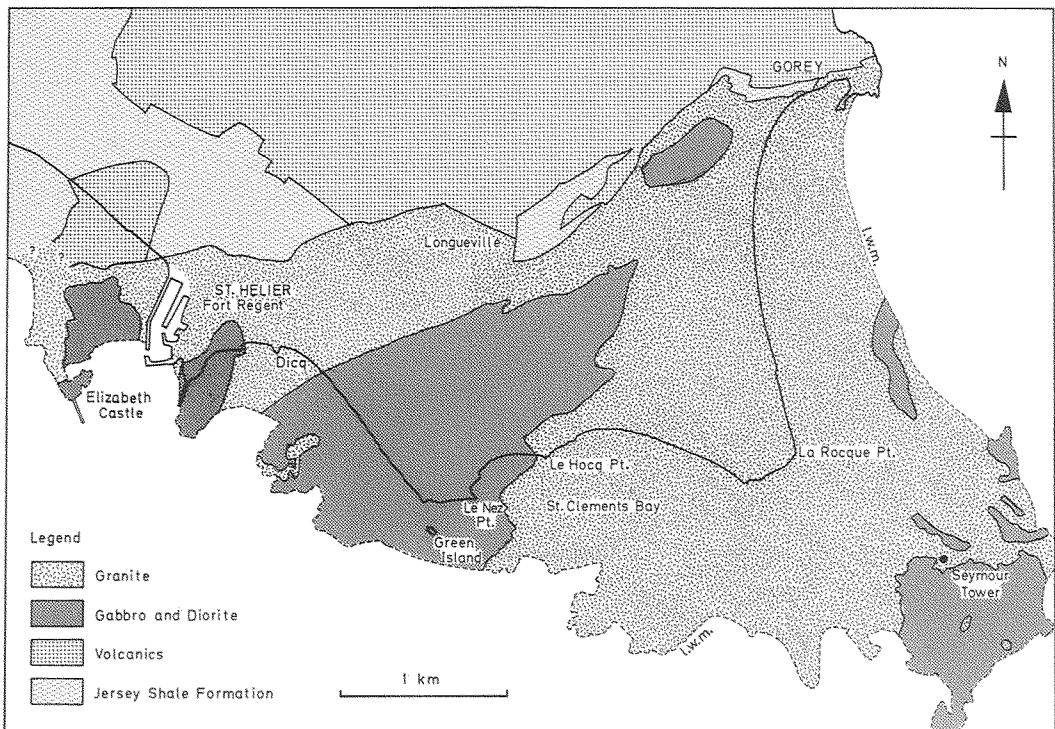 GOREY
N
l.w.m.
Longueville
?
?
ST. HELIER
Fort Regent
Dicq
Elizabeth
Castle
La Rocque Pt.
Le Hocq Pt.
Le Nez
Pt.
St. Clements Bay
Green
Island
Seymour
Tower
l.w.m.
Legend
Granite
Gabbro and Diorite
Volcanics
Jersey Shale Formation
1 km